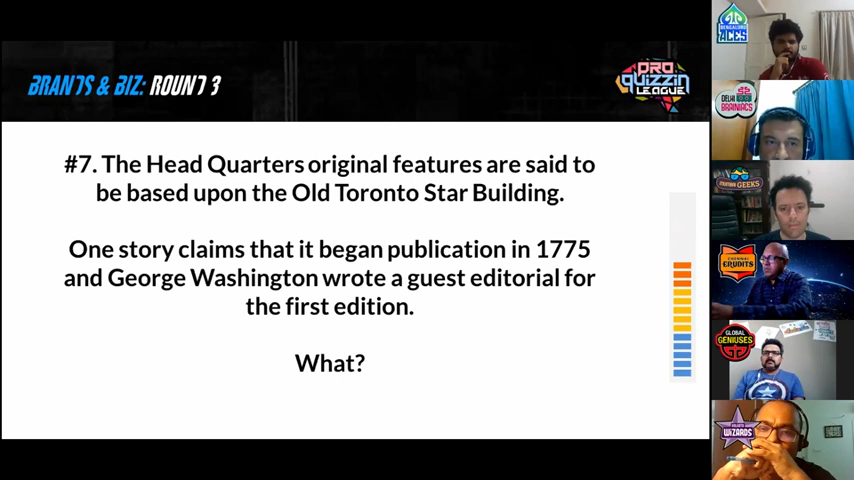 BRANDS & BIZ: ROUND 3
PRO
QUIZZIN
LEAGUE
#7. The Head Quarters original features are said to
be based upon the Old Toronto Star Building.
One story claims that it began publication in 1775
and George Washington wrote a guest editorial for
the first edition.
What?
BENGALURU
ACES
DELHI
BRAINIACS
MUMBAI GEEKS
CHENNAI
ERUDITS
GLOBAL
GENIUSES
WIZARDS